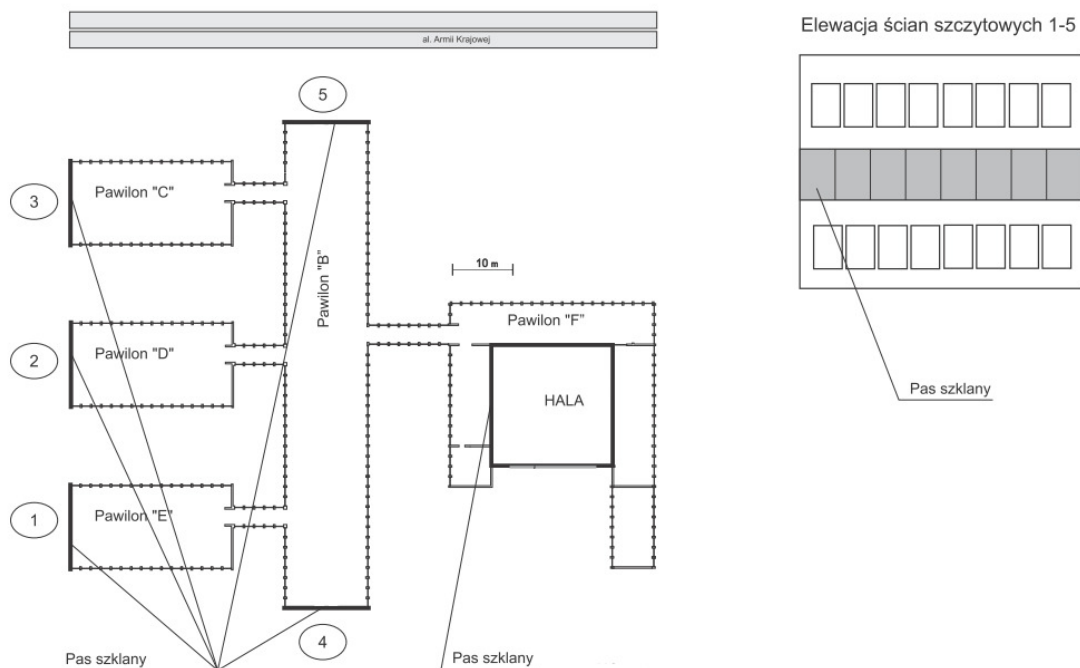 al. Armii Krajowej
Elewacja ścian szczytowych 1-5
5
3
Pawilon "C"
Pawilon "B"
10 m
Pawilon "F"
2
Pawilon "D"
HALA
Pas szklany
1
Pawilon "E"
4
Pas szklany
Pas szklany